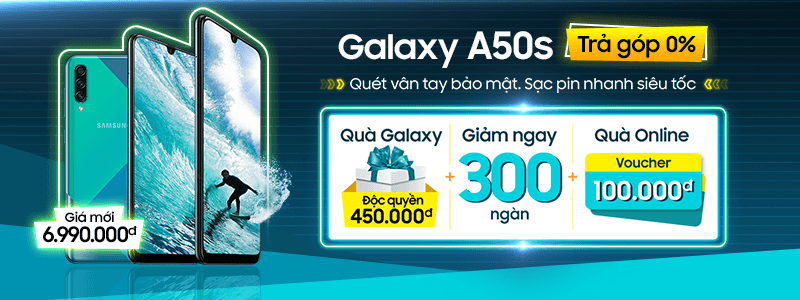 Galaxy A50s
Trả góp 0%
Quét vân tay bảo mật. Sạc pin nhanh siêu tốc
SAMSUN
Giá mới
6.990.000đ
Quà Galaxy
Độc quyền
450.000đ
+
Giảm ngay
300
ngàn
+
Quà Online
Voucher
100.000đ